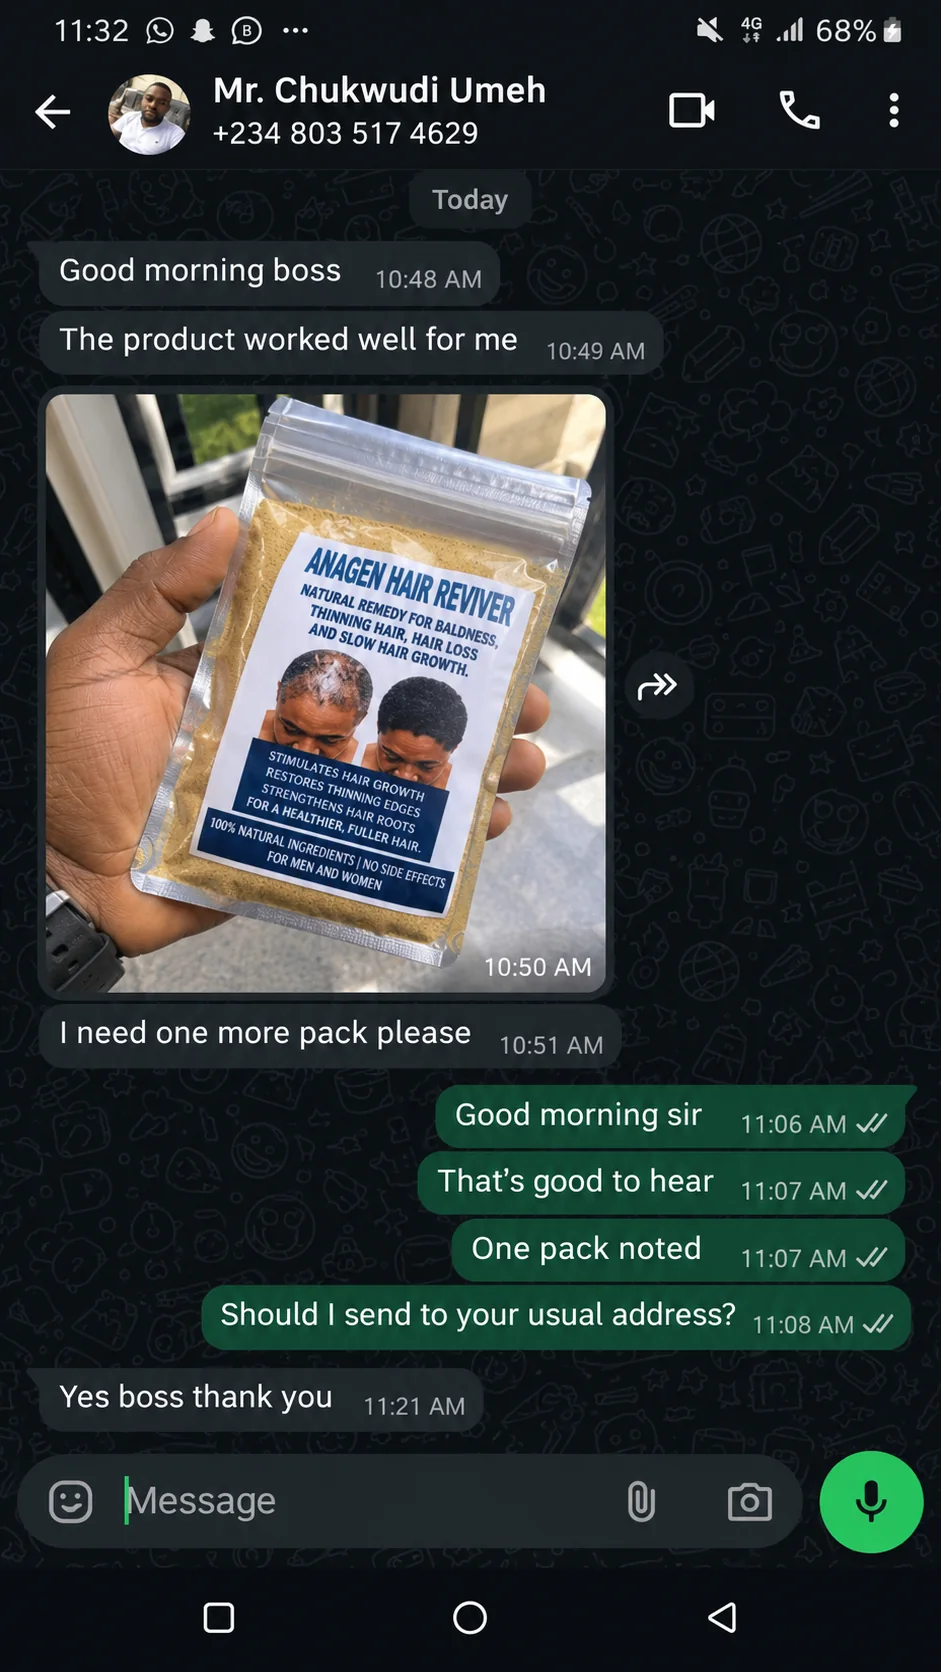 11:32
B
4G
68%
Mr. Chukwudi Umeh
+234 803 517 4629
Today
Good morning boss 10:48 AM
The product worked well for me 10:49 AM
ANAGEN HAIR REVIVER
NATURAL REMEDY FOR BALDNESS,
THINNING HAIR, HAIR LOSS
AND SLOW HAIR GROWTH.
STIMULATES HAIR GROWTH
RESTORES THINNING EDGES
STRENGTHENS HAIR ROOTS
FOR A HEALTHIER, FULLER HAIR.
100% NATURAL INGREDIENTS | NO SIDE EFFECTS
FOR MEN AND WOMEN
10:50 AM
I need one more pack please 10:51 AM
Good morning sir 11:06 AM
That’s good to hear 11:07 AM
One pack noted 11:07 AM
Should I send to your usual address? 11:08 AM
Yes boss thank you 11:21 AM
Message